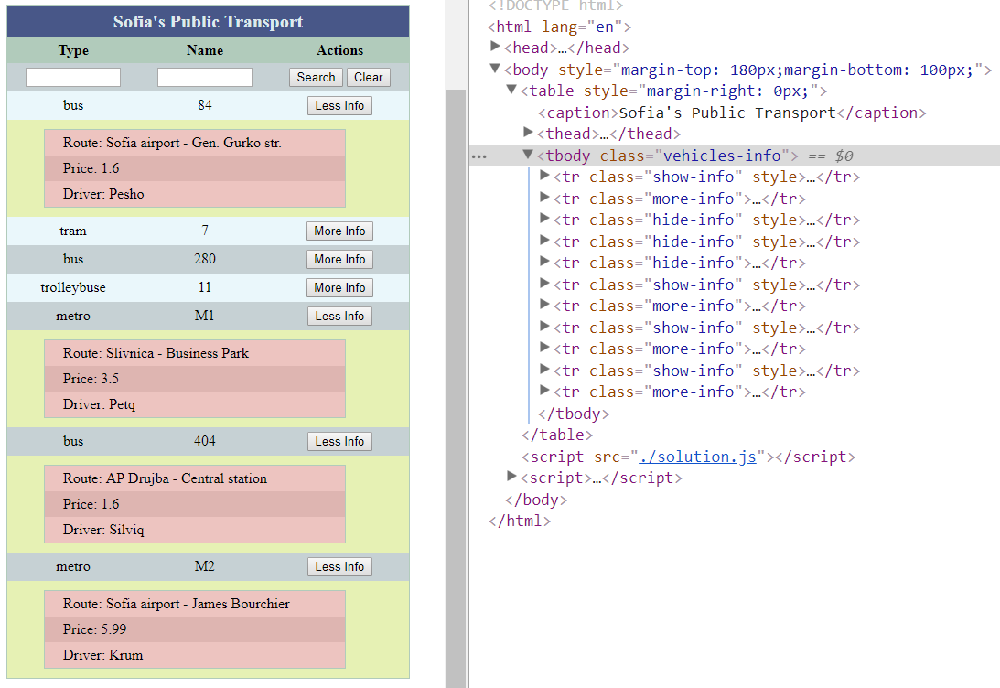 Sofia's Public Transport
Type Name Actions
Search Clear
bus 84 Less Info
Route: Sofia airport - Gen. Gurko str.
Price: 1.6
Driver: Pesho
tram 7 More Info
bus 280 More Info
trolleybuse 11 More Info
metro M1 Less Info
Route: Slivnica - Business Park
Price: 3.5
Driver: Petq
bus 404 Less Info
Route: AP Drujba - Central station
Price: 1.6
Driver: Silviq
metro M2 Less Info
Route: Sofia airport - James Bourchier
Price: 5.99
Driver: Krum
<!DOCTYPE html>
<html lang="en">
<head>…</head>
<body style="margin-top: 180px;margin-bottom: 100px;">
<table style="margin-right: 0px;">
<caption>Sofia's Public Transport</caption>
<thead>…</thead>
<tbody class="vehicles-info"> == $0
<tr class="show-info" style>…</tr>
<tr class="more-info">…</tr>
<tr class="hide-info" style>…</tr>
<tr class="hide-info" style>…</tr>
<tr class="hide-info">…</tr>
<tr class="show-info" style>…</tr>
<tr class="more-info">…</tr>
<tr class="show-info" style>…</tr>
<tr class="more-info">…</tr>
<tr class="show-info" style>…</tr>
<tr class="more-info">…</tr>
</tbody>
</table>
<script src="./solution.js"></script>
<script>…</script>
</body>
</html>